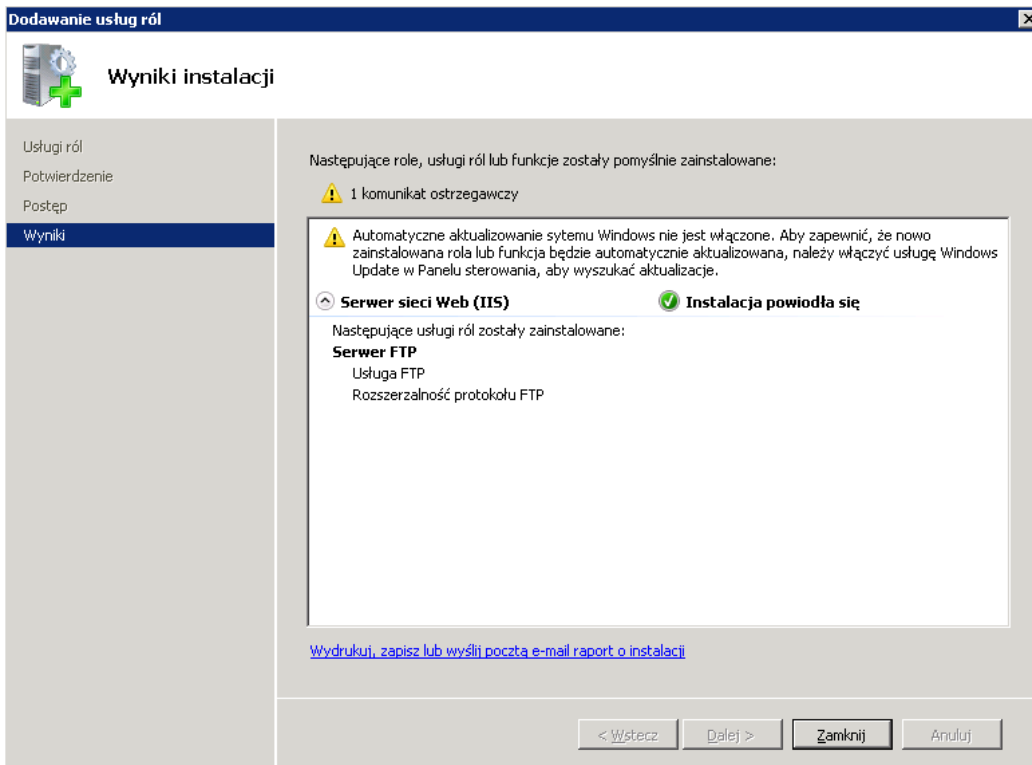 Dodawanie usług ról
Wyniki instalacji
Usługi ról
Potwierdzenie
Postęp
Wyniki
Następujące role, usługi ról lub funkcje zostały pomyślnie zainstalowane:
1 komunikat ostrzegawczy
Automatyczne aktualizowanie sytemu Windows nie jest włączone. Aby zapewnić, że nowo
zainstalowana rola lub funkcja będzie automatycznie aktualizowana, należy włączyć usługę Windows
Update w Panelu sterowania, aby wyszukać aktualizacje.
Serwer sieci Web (IIS) Instalacja powiodła się
Następujące usługi ról zostały zainstalowane:
Serwer FTP
Usługa FTP
Rozszerzalność protokołu FTP
Wydrukuj, zapisz lub wyślij pocztą e-mail raport o instalacji
< Wstecz Dalej > Zamknij Anuluj